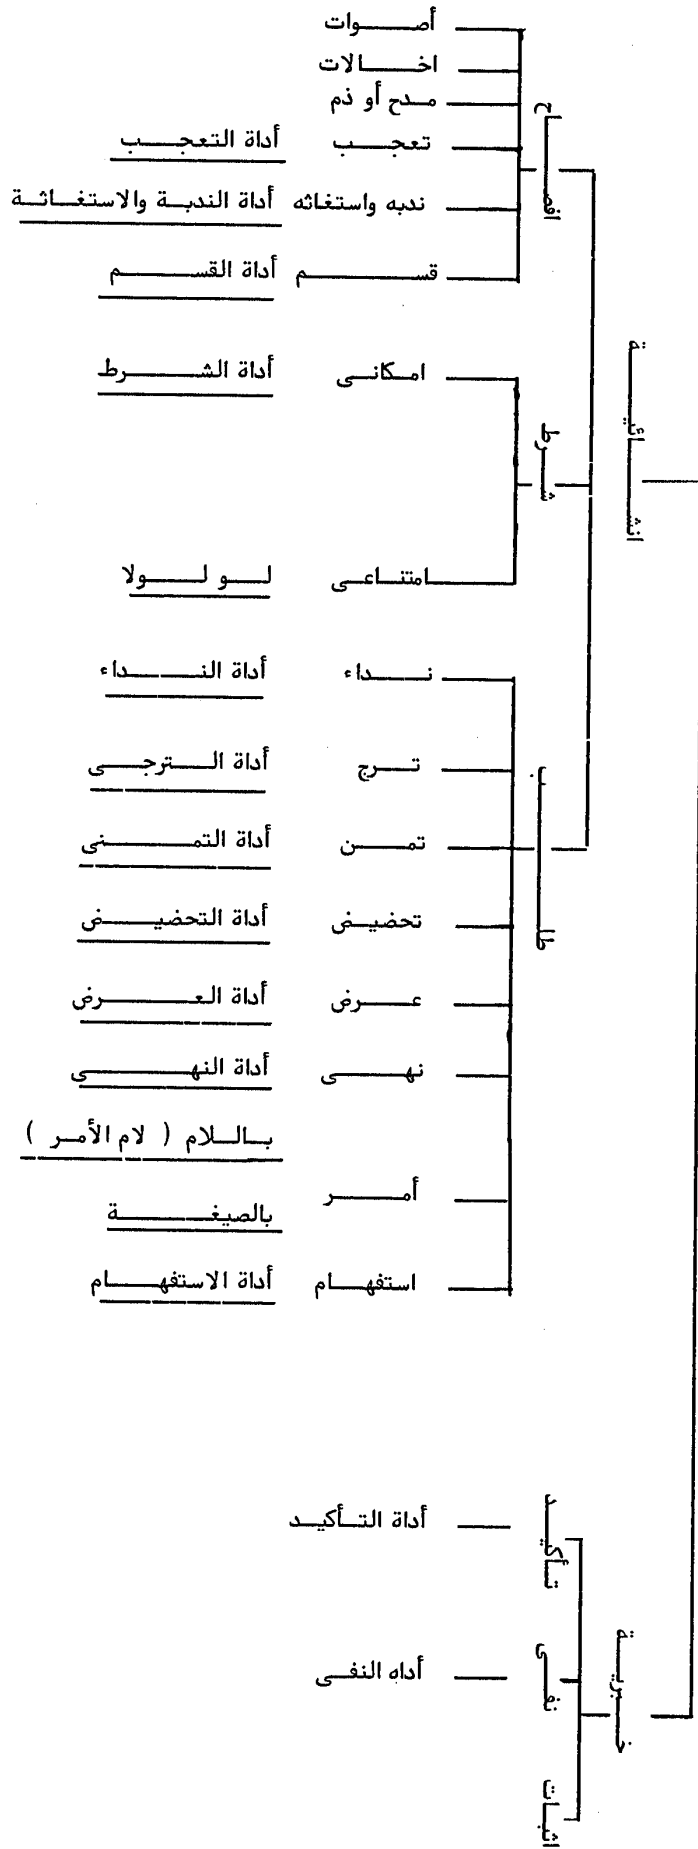 انشائية
افصاح
أصوات
اخالات
مدح أو ذم
تعجب أداة التعجب
ندبه واستغاثه أداة الندبة والاستغاثة
قسم أداة القسم
شرط
امكانى أداة الشرط
امتناعى لو لولا
طلب
نداء أداة النداء
ترج أداة الترجى
تمن أداة التمنى
تحضيض أداة التحضيض
عرض أداة العرض
نهى أداة النهى
أمر
باللام ( لام الأمر )
بالصيغة
استفهام أداة الاستفهام
خبرية
تأكيد أداة التأكيد
نفى أداه النفى
اثبات